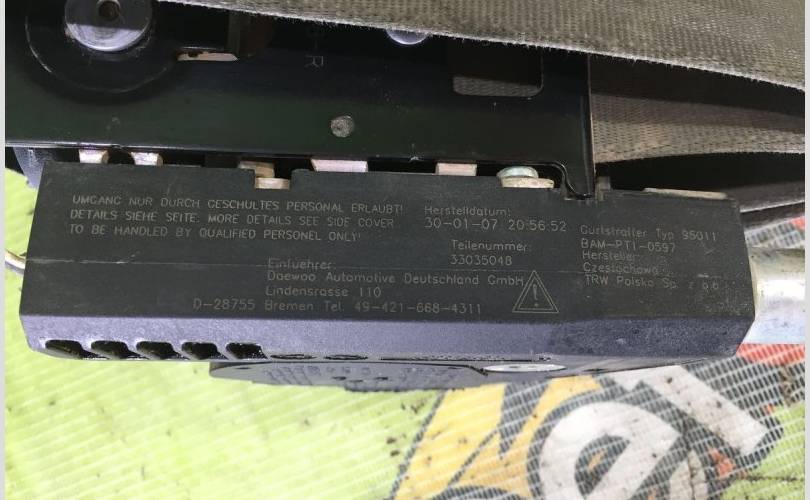 UMGANG NUR DURCH GESCHULTES PERSONAL ERLAUBT!
DETAILS SIEHE SEITE. MORE DETAILS SEE SIDE COVER
TO BE HANDLED BY QUALIFIED PERSONEL ONLY!
Herstelldatum:
30-01-07 20:56:52
Teilenummer:
33035048
Gurtstraffer Typ 95011
BAM-PT1-0597
Hersteller:
Czestochowa
TRW Polska Sp. z o.o.
Einfuehrer:
Daewoo Automotive Deutschland GmbH
Lindensrasse 110
D-28755 Bremen Tel. 49-421-668-4311